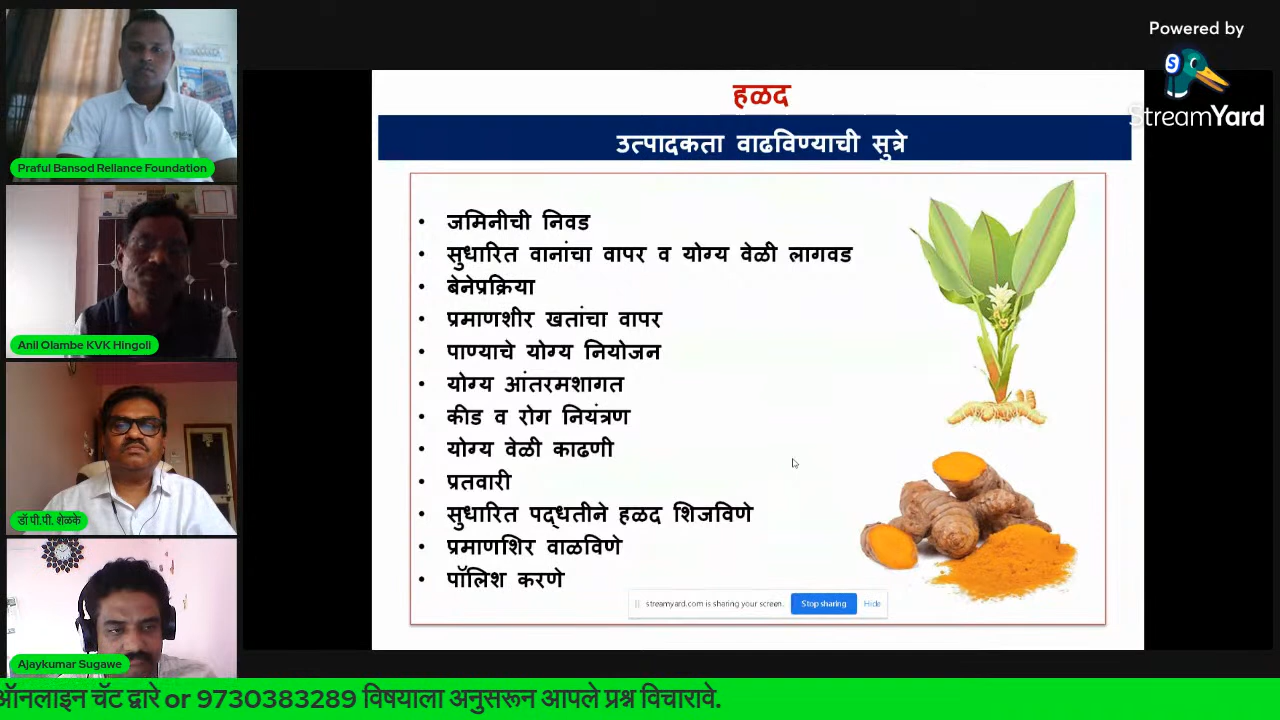 Powered by
StreamYard
Praful Bansod Reliance Foundation
Anil Olambe KVK Hingoli
डॉ पी.पी. शेळके
Ajaykumar Sugawe
हळद
उत्पादकता वाढविण्याची सुत्रे
• जमिनीची निवड
• सुधारित वानांचा वापर व योग्य वेळी लागवड
• बेनेप्रक्रिया
• प्रमाणशीर खतांचा वापर
• पाण्याचे योग्य नियोजन
• योग्य आंतरमशागत
• कीड व रोग नियंत्रण
• योग्य वेळी काढणी
• प्रतवारी
• सुधारित पद्धतीने हळद शिजविणे
• प्रमाणशिर वाळविणे
• पॉलिश करणे
streamyard.com is sharing your screen. Stop sharing Hide
ऑनलाइन चॅट द्वारे or 9730383289 विषयाला अनुसरून आपले प्रश्न विचारावे.